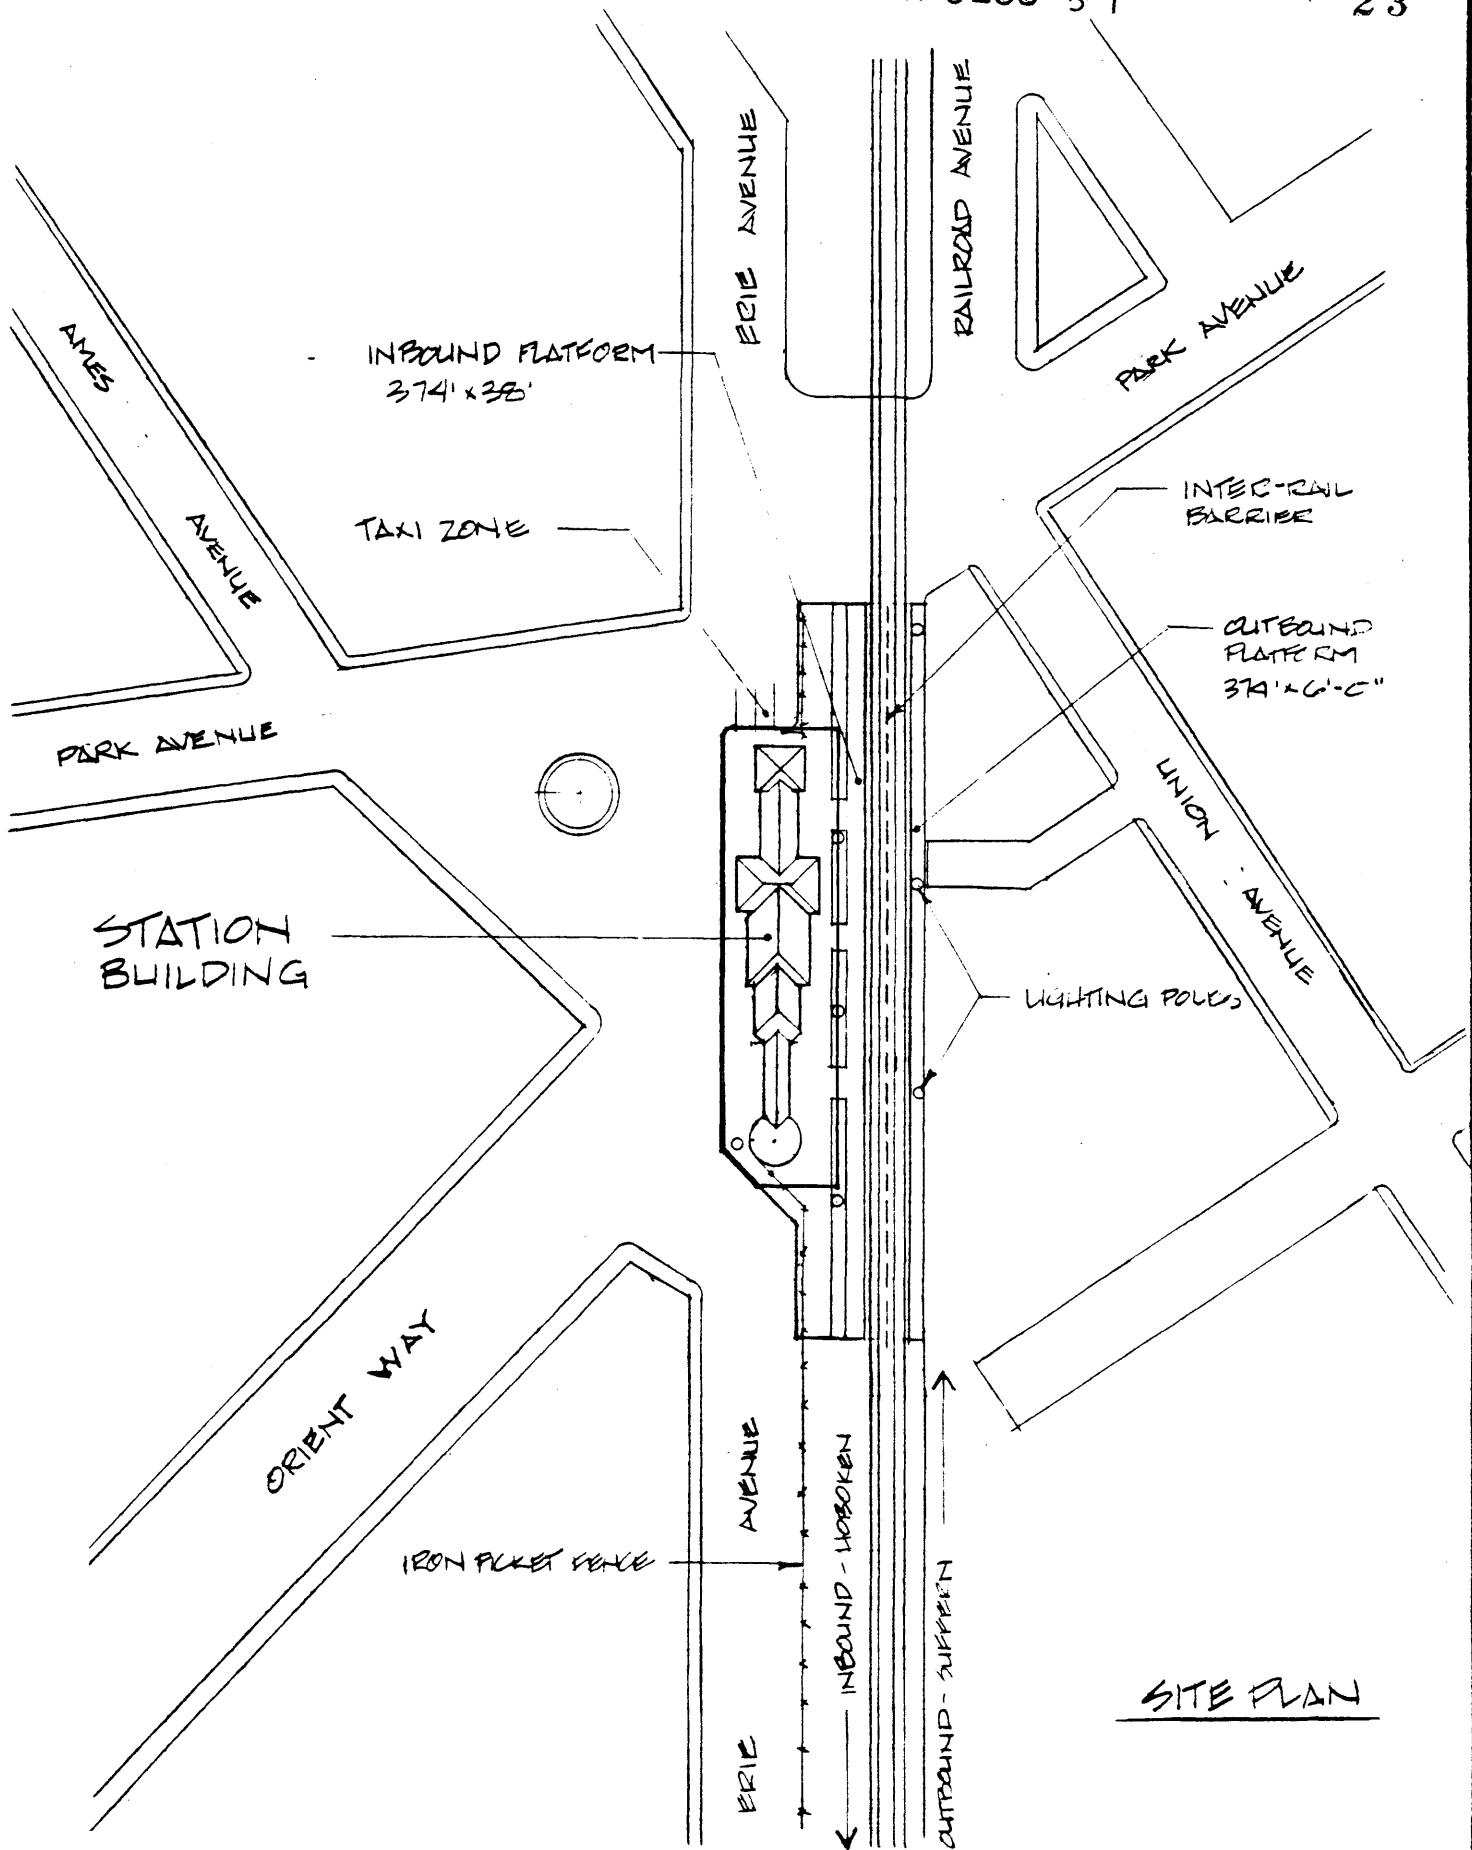 23
ERIE AVENUE
RAILROAD AVENUE
PARK AVENUE
AMES
AVENUE
INBOUND PLATFORM
374' x 38'
TAXI ZONE
INTER-RAIL
BARRIER
OUTBOUND
PLATFORM
374' x 6'-0"
PARK AVENUE
UNION AVENUE
STATION
BUILDING
LIGHTING POLES
ORIENT WAY
ERIE AVENUE
IRON PICKET FENCE
INBOUND - HOBOKEN
OUTBOUND - SUFFERN
SITE PLAN